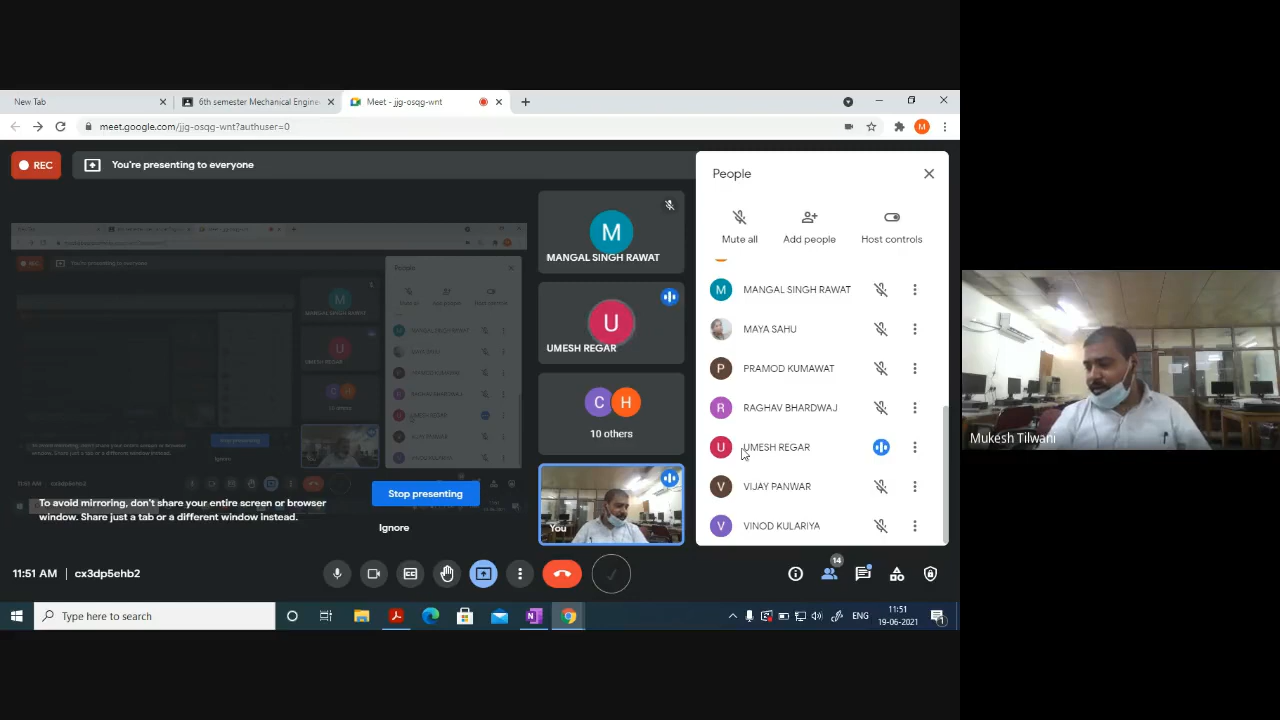 New Tab
6th semester Mechanical Engine
Meet - jjg-osqg-wnt
meet.google.com/jjg-osqg-wnt?authuser=0
M
REC
You're presenting to everyone
People
Mute all
Add people
Host controls
M
MANGAL SINGH RAWAT
U
UMESH REGAR
C H
10 others
You
M MANGAL SINGH RAWAT
MAYA SAHU
P PRAMOD KUMAWAT
R RAGHAV BHARDWAJ
U UMESH REGAR
V VIJAY PANWAR
V VINOD KULARIYA
To avoid mirroring, don't share your entire screen or browser
window. Share just a tab or a different window instead.
Stop presenting
Ignore
11:51 AM | cx3dp5ehb2
CC
14
Type here to search
ENG
11:51
19-06-2021
1
Mukesh Tilwani